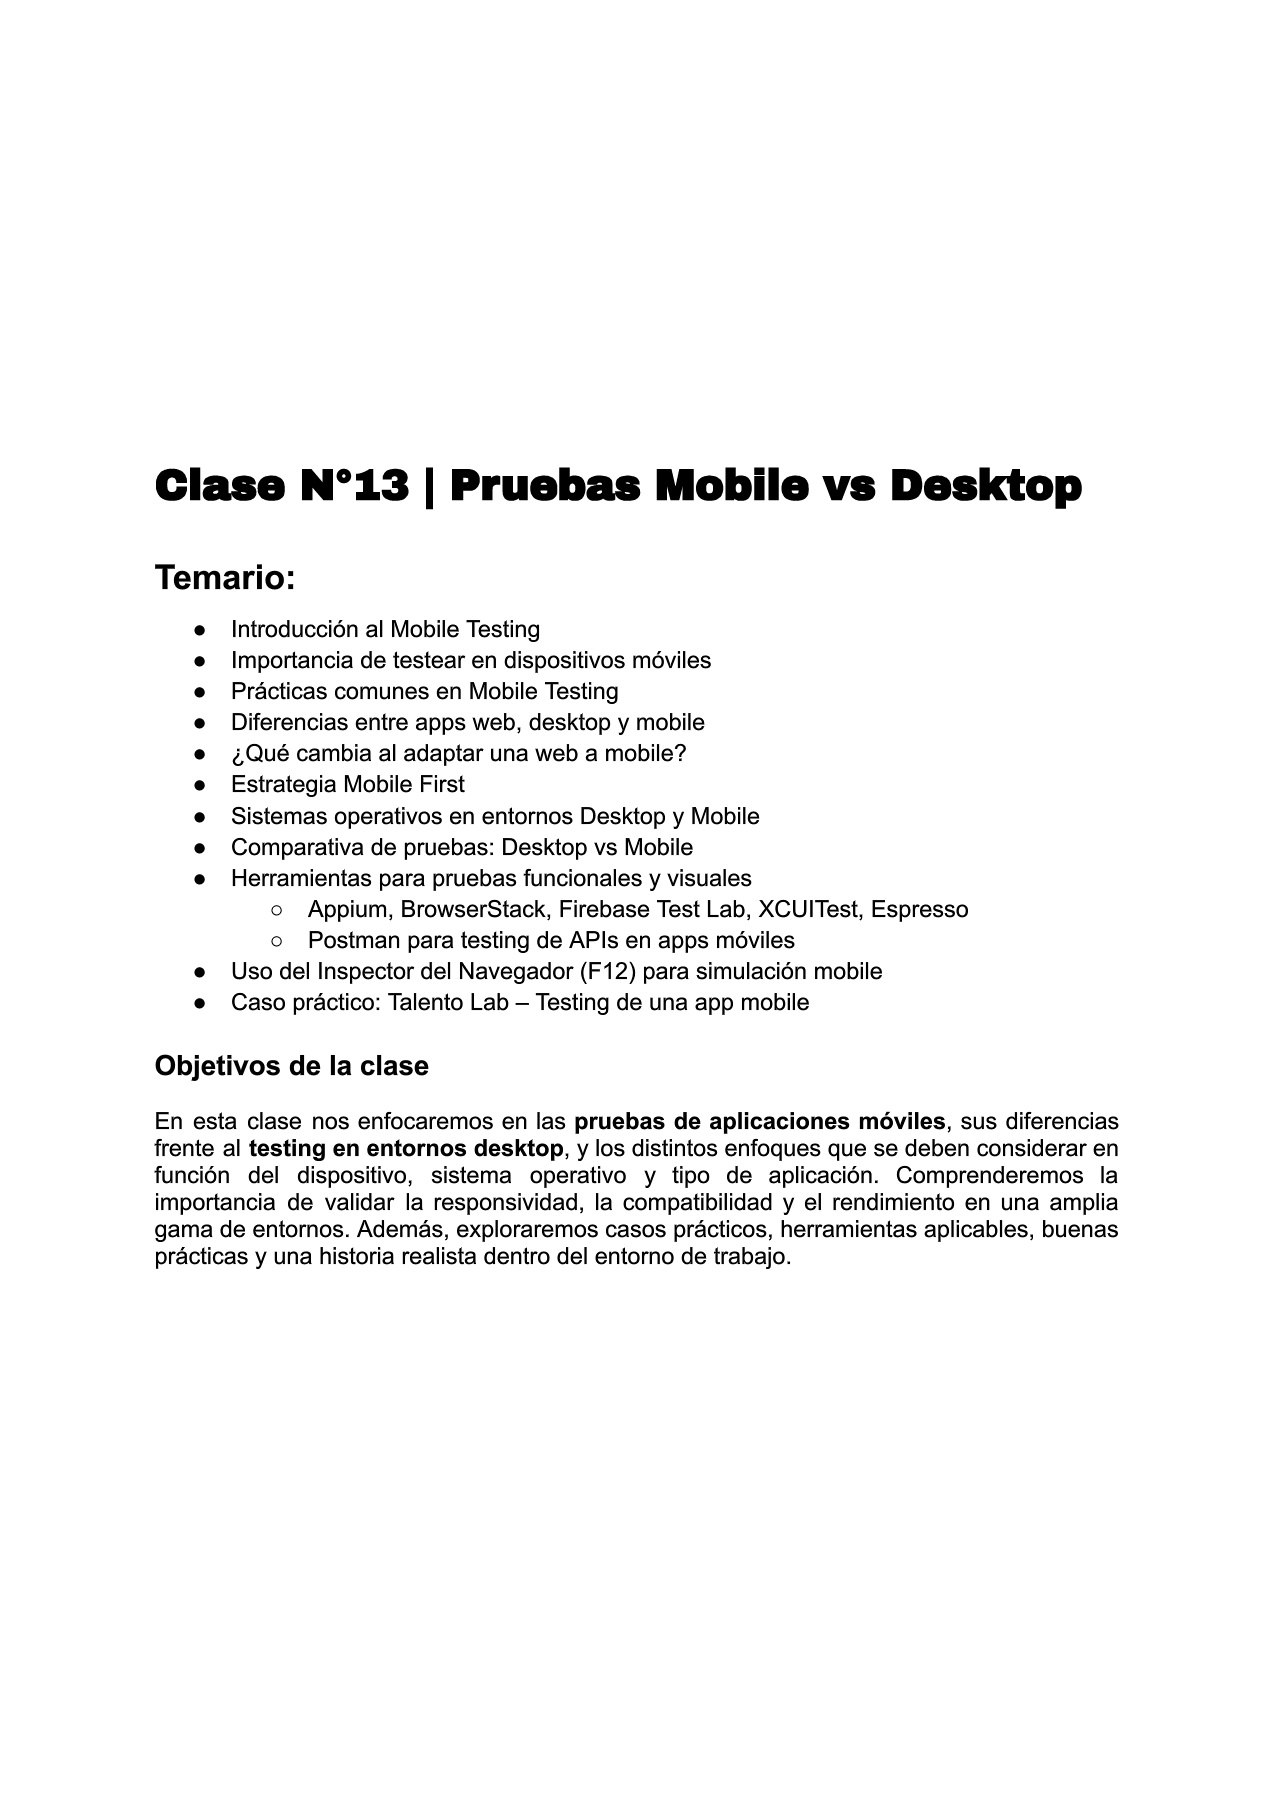 Clase N°13 | Pruebas Mobile vs Desktop
Temario:
● Introducción al Mobile Testing
● Importancia de testear en dispositivos móviles
● Prácticas comunes en Mobile Testing
● Diferencias entre apps web, desktop y mobile
● ¿Qué cambia al adaptar una web a mobile?
● Estrategia Mobile First
● Sistemas operativos en entornos Desktop y Mobile
● Comparativa de pruebas: Desktop vs Mobile
● Herramientas para pruebas funcionales y visuales
○ Appium, BrowserStack, Firebase Test Lab, XCUITest, Espresso
○ Postman para testing de APIs en apps móviles
● Uso del Inspector del Navegador (F12) para simulación mobile
● Caso práctico: Talento Lab – Testing de una app mobile
Objetivos de la clase
En esta clase nos enfocaremos en las pruebas de aplicaciones móviles, sus diferencias
frente al testing en entornos desktop, y los distintos enfoques que se deben considerar en
función del dispositivo, sistema operativo y tipo de aplicación. Comprenderemos la
importancia de validar la responsividad, la compatibilidad y el rendimiento en una amplia
gama de entornos. Además, exploraremos casos prácticos, herramientas aplicables, buenas
prácticas y una historia realista dentro del entorno de trabajo.